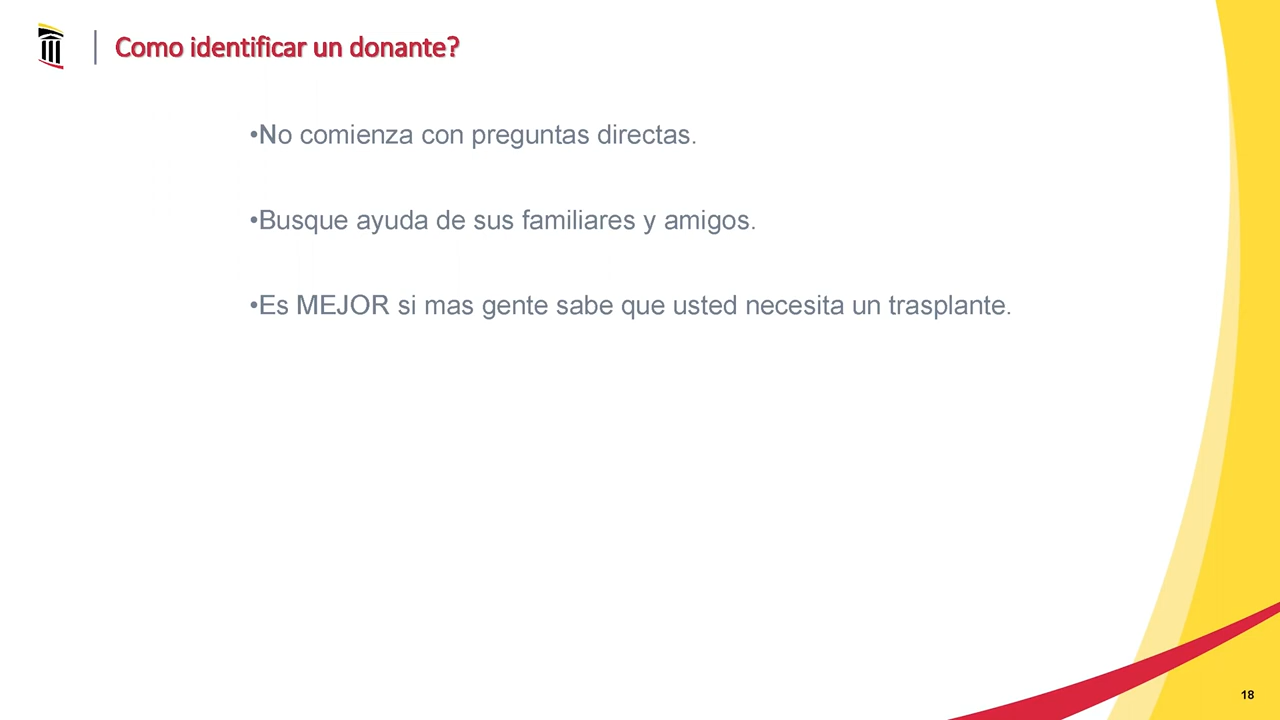 Como identificar un donante?
•No comienza con preguntas directas.
•Busque ayuda de sus familiares y amigos.
•Es MEJOR si mas gente sabe que usted necesita un trasplante.
18